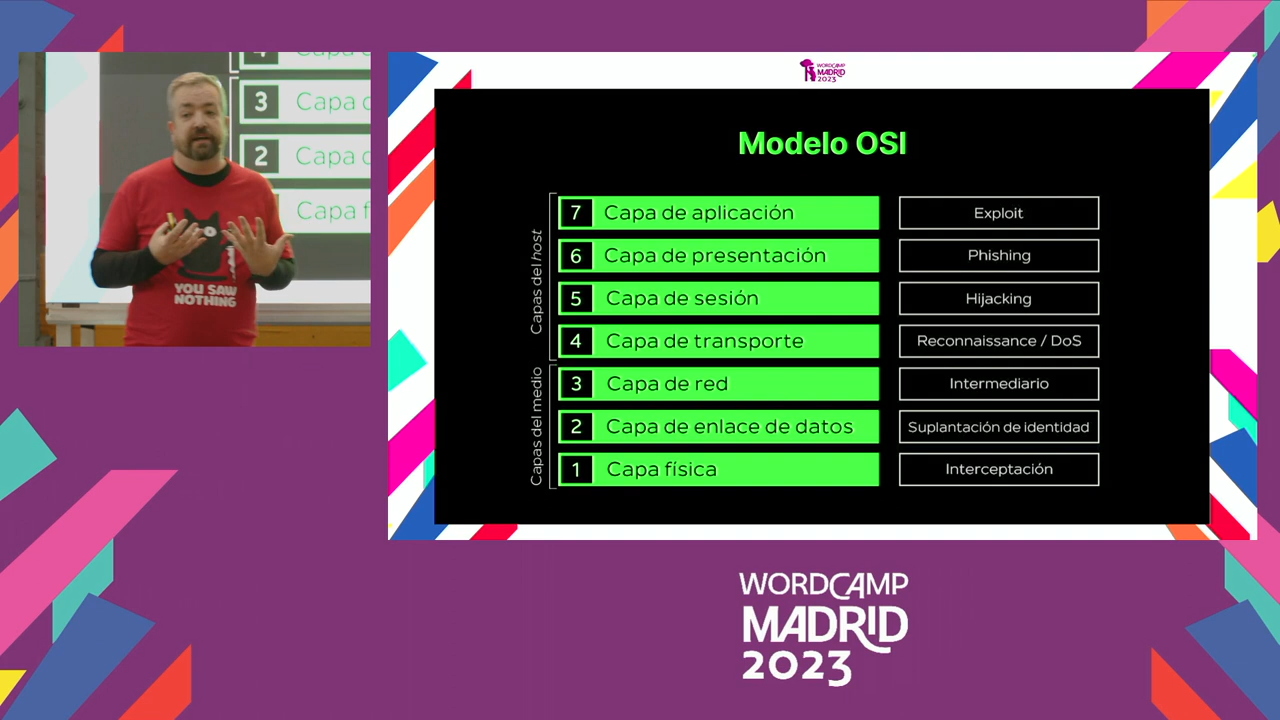 4
Capa d
3
Capa d
2
Capa d
Capa f
YOU SAW
NOTHING
WORDCAMP
MADRID
2023
Modelo OSI
Capas del host
7 Capa de aplicación Exploit
6 Capa de presentación Phishing
5 Capa de sesión Hijacking
4 Capa de transporte Reconnaissance / DoS
Capas del medio
3 Capa de red Intermediario
2 Capa de enlace de datos Suplantación de identidad
1 Capa física Interceptación
WORDCAMP
MADRID
2023